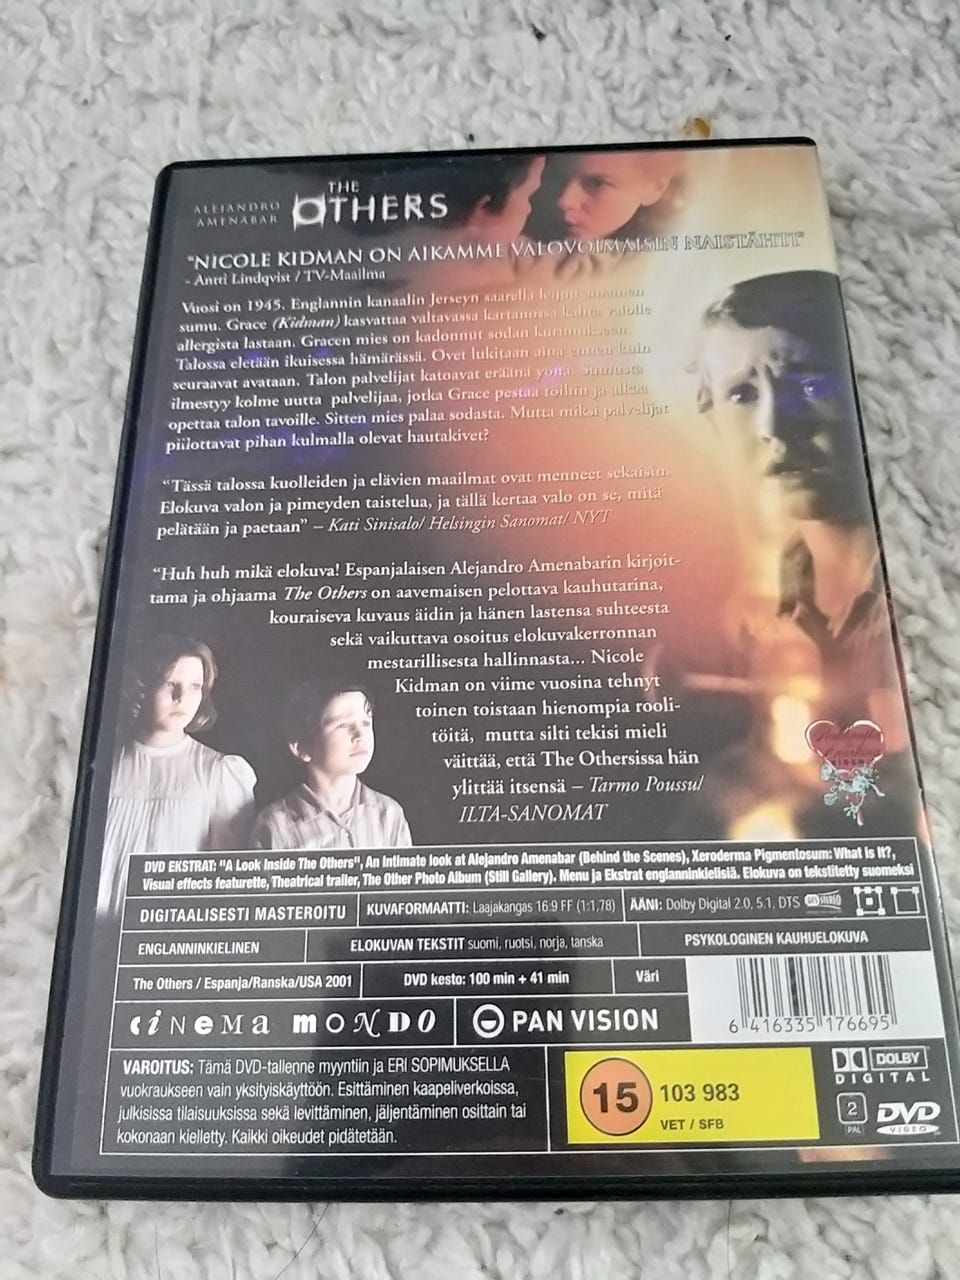 ALEJANDRO
AMENÁBAR
THE
OTHERS
"NICOLE KIDMAN ON AIKAMME VALOVOIMAISIN NAISTÄHTI"
- Antti Lindqvist / TV-Maailma
Vuosi on 1945. Englannin kanaalin Jerseyn saarella leijuu ainainen
sumu. Grace (Kidman) kasvattaa valtavassa kartanossa kahta valolle
allergista lastaan. Gracen mies on kadonnut sodan kurimukseen.
Talossa eletään ikuisessa hämärässä. Ovet lukitaan aina ennen kuin
seuraavat avataan. Talon palvelijat katoavat eräänä yönä. Sumusta
ilmestyy kolme uutta palvelijaa, jotka Grace pestaa töihin ja alkaa
opettaa talon tavoille. Sitten mies palaa sodasta. Mutta miksi palvelijat
piilottavat pihan kulmalla olevat hautakivet?
"Tässä talossa kuolleiden ja elävien maailmat ovat menneet sekaisin.
Elokuva valon ja pimeyden taistelua, ja tällä kertaa valo on se, mitä
pelätään ja paetaan" – Kati Sinisalo/ Helsingin Sanomat/ NYT
"Huh huh mikä elokuva! Espanjalaisen Alejandro Amenabarin kirjoit-
tama ja ohjaama The Others on aavemaisen pelottava kauhutarina,
kouraiseva kuvaus äidin ja hänen lastensa suhteesta
sekä vaikuttava osoitus elokuvakerronnan
mestarillisesta hallinnasta... Nicole
Kidman on viime vuosina tehnyt
toinen toistaan hienompia rooli-
töitä, mutta silti tekisi mieli
väittää, että The Othersissa hän
ylittää itsensä – Tarmo Poussu/
ILTA-SANOMAT
Rakkautta
Anarkiaa
VIDEO
DVD EKSTRAT: "A Look Inside The Others", An Intimate look at Alejandro Amenabar (Behind the Scenes), Xeroderma Pigmentosum: What is It?,
Visual effects featurette, Theatrical trailer, The Other Photo Album (Still Gallery). Menu ja Ekstrat englanninkielisiä. Elokuva on tekstitetty suomeksi
DIGITAALISESTI MASTEROITU KUVAFORMAATTI: Laajakangas 16:9 FF (1:1,78) ÄÄNI: Dolby Digital 2.0, 5.1, DTS
ENGLANNINKIELINEN ELOKUVAN TEKSTIT suomi, ruotsi, norja, tanska PSYKOLOGINEN KAUHUELOKUVA
The Others / Espanja/Ranska/USA 2001 DVD kesto: 100 min + 41 min Väri
CiNEMa MONDO PAN VISION
6 416335 176695
VAROITUS: Tämä DVD-tallenne myyntiin ja ERI SOPIMUKSELLA
vuokraukseen vain yksityiskäyttöön. Esittäminen kaapeliverkoissa,
julkisissa tilaisuuksissa sekä levittäminen, jäljentäminen osittain tai
kokonaan kielletty. Kaikki oikeudet pidätetään.
15 103 983
VET / SFB
DOLBY
DIGITAL
2
PAL
DVD
VIDEO